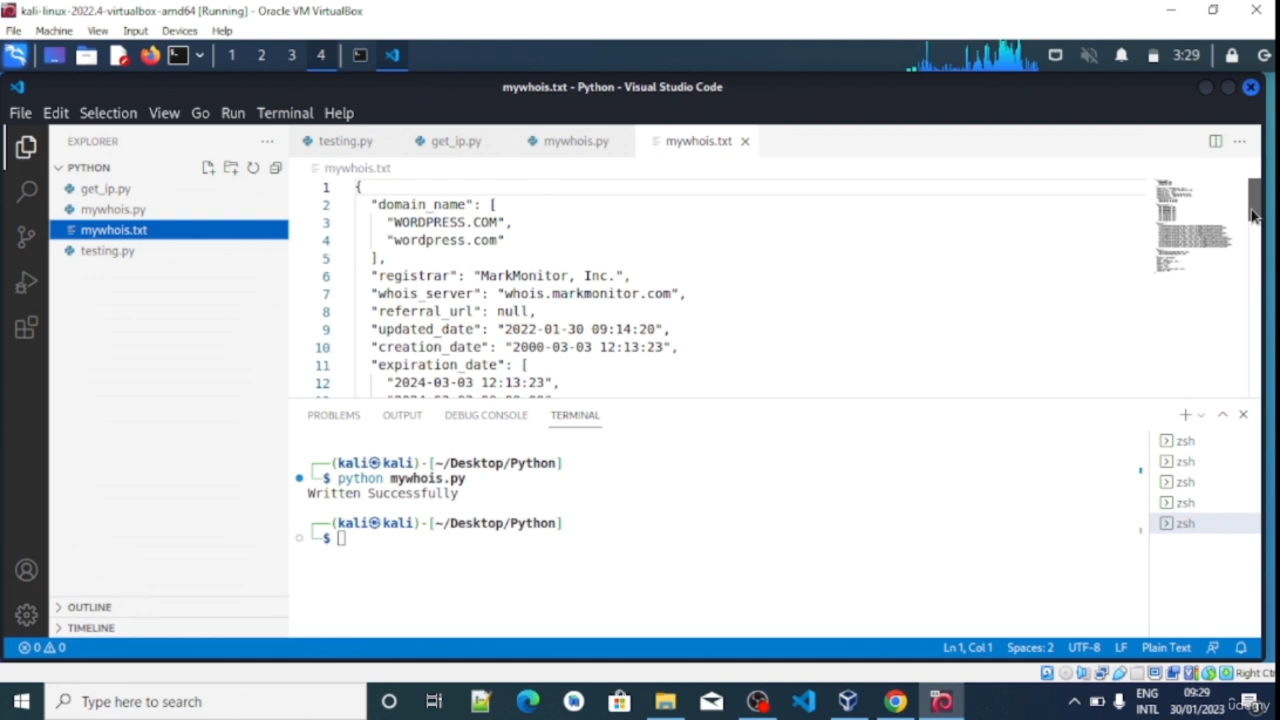 kali-linux-2022.4-virtualbox-amd64 [Running] - Oracle VM VirtualBox
File Machine View Input Devices Help
1 2 3 4 3:29
mywhois.txt - Python - Visual Studio Code
File Edit Selection View Go Run Terminal Help
EXPLORER
testing.py get_ip.py mywhois.py mywhois.txt
PYTHON
get_ip.py
mywhois.py
mywhois.txt
testing.py
OUTLINE
TIMELINE
mywhois.txt
1 {
2 "domain_name": [
3 "WORDPRESS.COM",
4 "wordpress.com"
5 ],
6 "registrar": "MarkMonitor, Inc.",
7 "whois_server": "whois.markmonitor.com",
8 "referral_url": null,
9 "updated_date": "2022-01-30 09:14:20",
10 "creation_date": "2000-03-03 12:13:23",
11 "expiration_date": [
12 "2024-03-03 12:13:23",
PROBLEMS OUTPUT DEBUG CONSOLE TERMINAL
(kali㉿kali)-[~/Desktop/Python]
$ python mywhois.py
Written Successfully
(kali㉿kali)-[~/Desktop/Python]
$
zsh
zsh
zsh
zsh
zsh
0 0 Ln 1, Col 1 Spaces: 2 UTF-8 LF Plain Text
Right Ct
Type here to search
ENG
INTL
09:29
30/01/2023
udemy